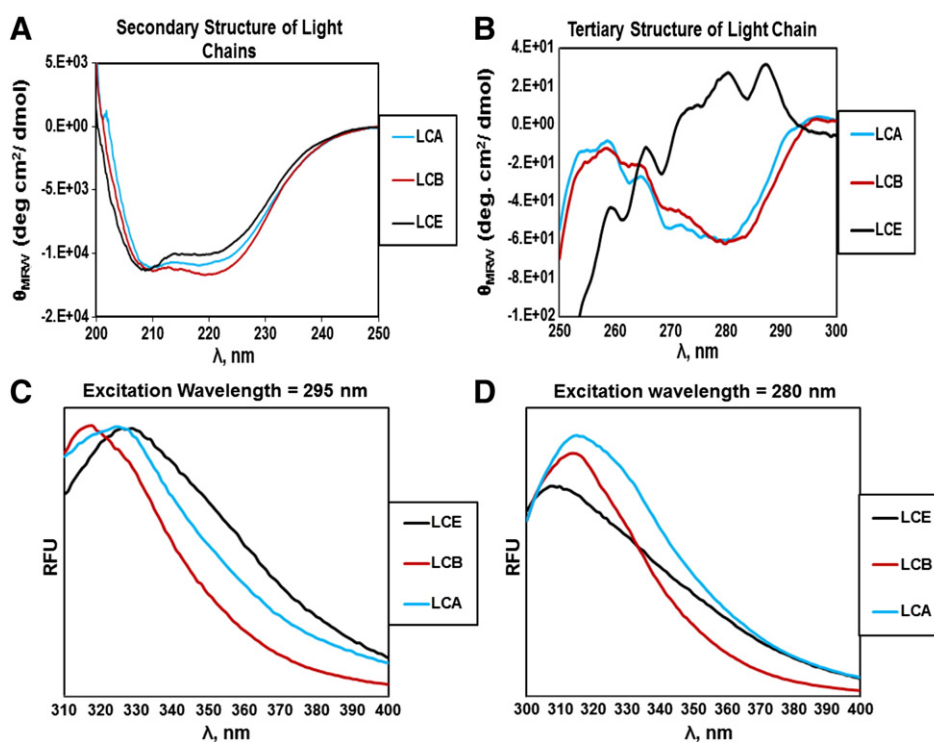 A
Secondary Structure of Light
Chains
5.E+03
0.E+00
-5.E+03
-1.E+04
-2.E+04
θMRW (deg cm2/ dmol)
200 210 220 230 240 250
λ, nm
LCA
LCB
LCE
B
Tertiary Structure of Light Chain
4.E+01
2.E+01
0.E+00
-2.E+01
-4.E+01
-6.E+01
-8.E+01
-1.E+02
θMRW (deg. cm2/ dmol)
250 260 270 280 290 300
λ, nm
LCA
LCB
LCE
C
Excitation Wavelength = 295 nm
RFU
310 320 330 340 350 360 370 380 390 400
λ, nm
LCE
LCB
LCA
D
Excitation wavelength = 280 nm
RFU
300 310 320 330 340 350 360 370 380 390 400
λ, nm
LCE
LCB
LCA